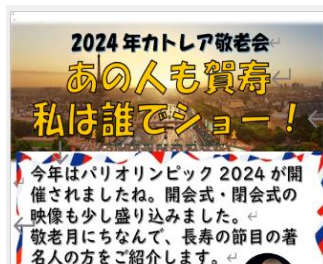 2024年カトレア敬老会
あの人も賀寿
私は誰でショー！
今年はパリオリンピック 2024 が開
催されましたね。開会式・閉会式の
映像も少し盛り込みました。
敬老月にちなんで、長寿の節目の著
名人の方をご紹介します。